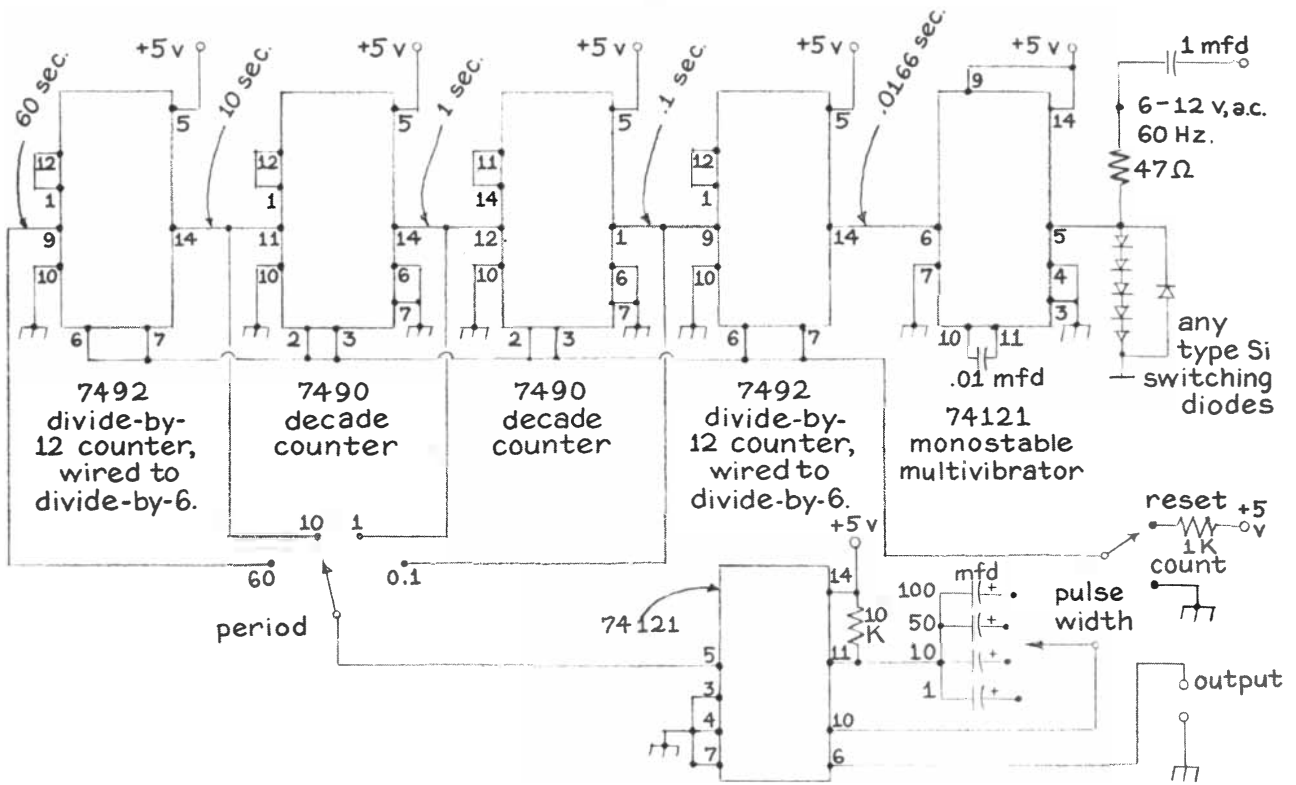 60 sec.
+5 v
10 sec.
+5 v
1 sec.
+5 v
.1 sec.
+5 v
.0166 sec.
+5 v
1 mfd
5
12
1
9
14
10
6 7
5
12
1
11
14
10
6
7
2 3
5
11
14
12
1
10
6
7
2 3
5
12
1
9
14
10
6 7
9
14
6
5
7
4
3
10 11
.01 mfd
6-12 v, a.c.
60 Hz.
47Ω
any
type Si
switching
diodes
7492
divide-by-
12 counter,
wired to
divide-by-6.
7490
decade
counter
7490
decade
counter
7492
divide-by-
12 counter,
wired to
divide-by-6.
74121
monostable
multivibrator
10 1
60 0.1
period
74121
+5 v
14
10
K
11
5
3
4
7
10
6
mfd
100 +
50 +
10 +
1 +
pulse
width
reset
+5
v
1K
count
output